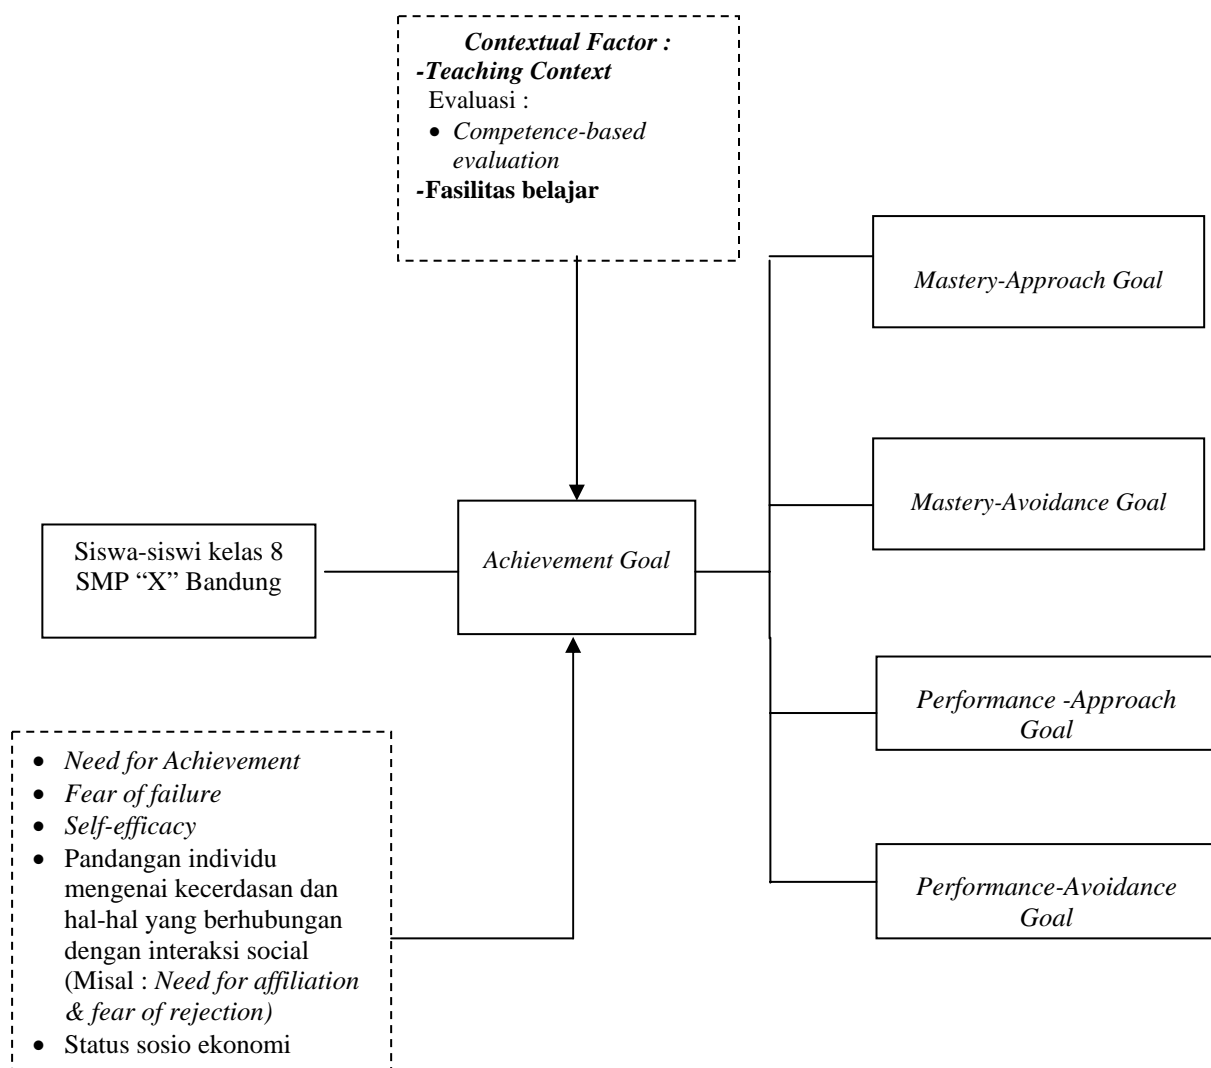 Contextual Factor :
-Teaching Context
Evaluasi :
• Competence-based
evaluation
-Fasilitas belajar
Mastery-Approach Goal
Mastery-Avoidance Goal
Siswa-siswi kelas 8
SMP “X” Bandung
Achievement Goal
Performance -Approach
Goal
Performance-Avoidance
Goal
• Need for Achievement
• Fear of failure
• Self-efficacy
• Pandangan individu
mengenai kecerdasan dan
hal-hal yang berhubungan
dengan interaksi social
(Misal : Need for affiliation
& fear of rejection)
• Status sosio ekonomi